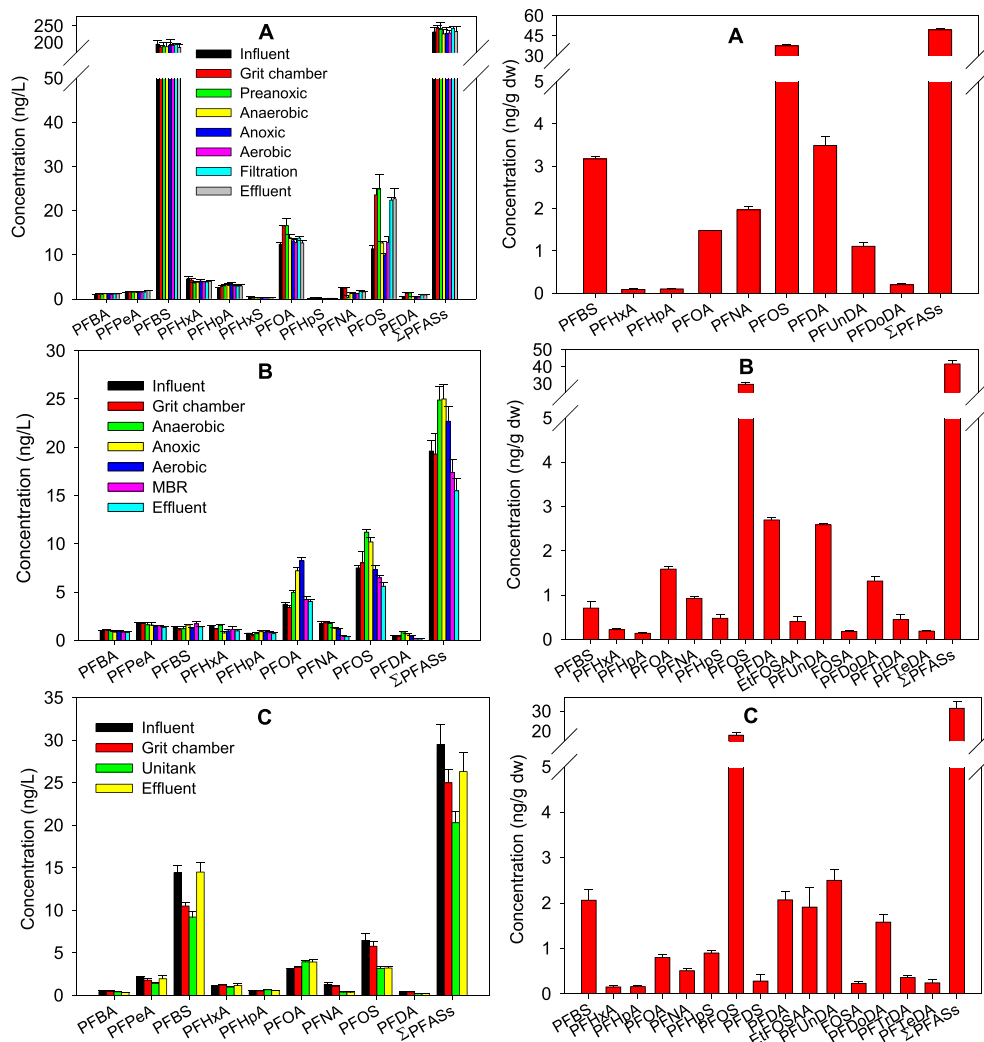 A
Concentration (ng/L)
250
200
50
40
30
20
10
0
Influent
Grit chamber
Preanoxic
Anaerobic
Anoxic
Aerobic
Filtration
Effluent
PFBA
PFPeA
PFBS
PFHxA
PFHpA
PFHxS
PFOA
PFHpS
PFNA
PFOS
PFDA
ΣPFASs
A
Concentration (ng/g dw)
60
30
5
4
3
2
1
0
PFBS
PFHxA
PFHpA
PFOA
PFNA
PFOS
PFDA
PFUnDA
PFDoDA
ΣPFASs
B
Concentration (ng/L)
30
25
20
15
10
5
0
Influent
Grit chamber
Anaerobic
Anoxic
Aerobic
MBR
Effluent
PFBA
PFPeA
PFBS
PFHxA
PFHpA
PFOA
PFNA
PFOS
PFDA
ΣPFASs
B
Concentration (ng/g dw)
50
40
30
5
4
3
2
1
0
PFBS
PFHxA
PFHpA
PFOA
PFNA
PFHpS
PFOS
PFDA
EtFOSAA
PFUnDA
FOSA
PFDoDA
PFTrDA
PFTeDA
ΣPFASs
C
Concentration (ng/L)
35
30
25
20
15
10
5
0
Influent
Grit chamber
Unitank
Effluent
PFBA
PFPeA
PFBS
PFHxA
PFHpA
PFOA
PFNA
PFOS
PFDA
ΣPFASs
C
Concentration (ng/g dw)
30
20
5
4
3
2
1
0
PFBS
PFHxA
PFHpA
PFOA
PFNA
PFHpS
PFOS
PFDS
PFDA
EtFOSAA
PFUnDA
FOSA
PFDoDA
PFTrDA
PFTeDA
ΣPFASs